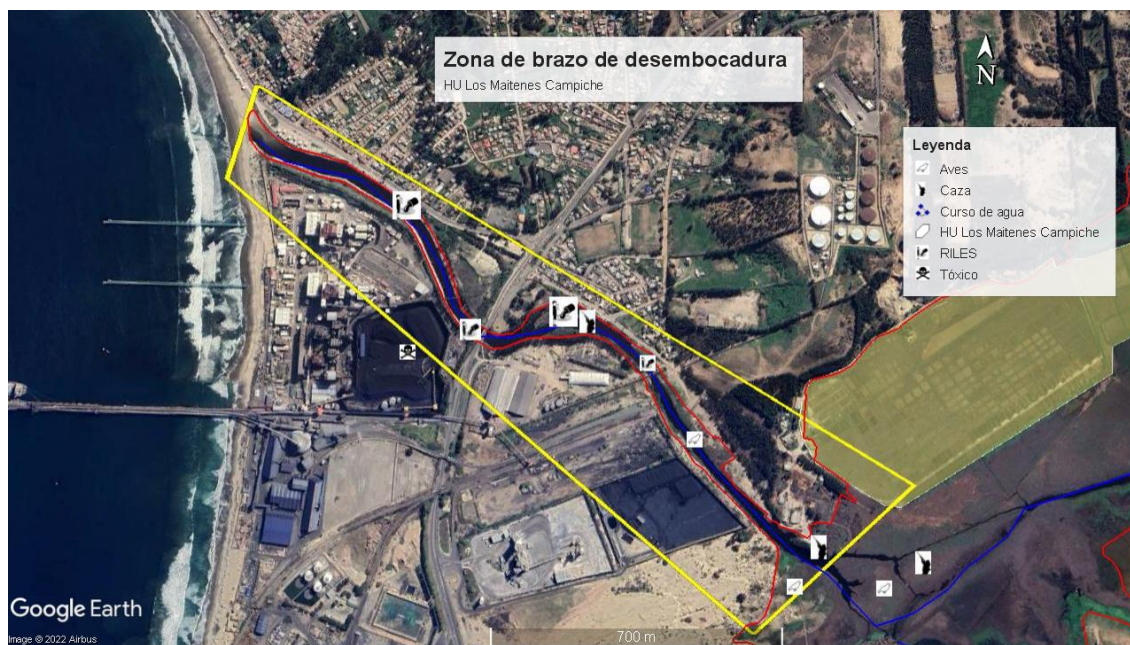 Zona de brazo de desembocadura
HU Los Maitenes Campiche
N
Leyenda
Aves
Caza
Curso de agua
HU Los Maitenes Campiche
RILES
Tóxico
Google Earth
Image © 2022 Airbus
700 m